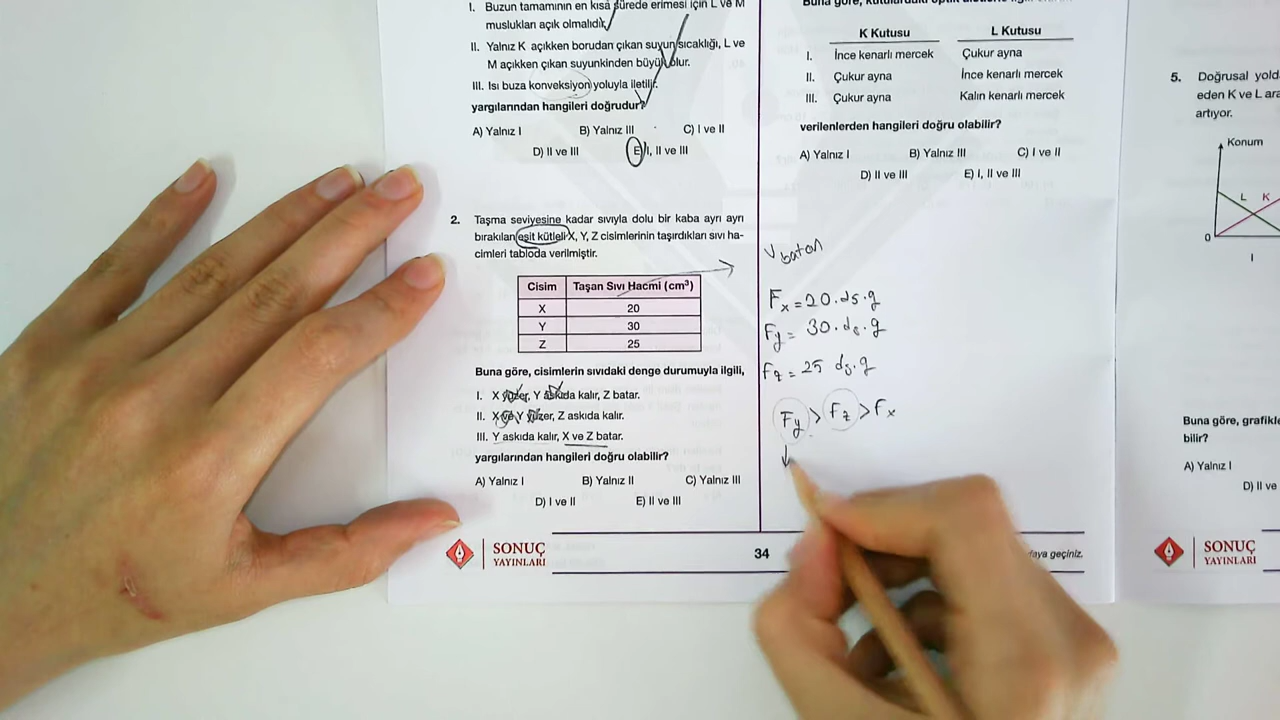 I. Buzun tamamının en kısa sürede erimesi için L ve M
muslukları açık olmalıdır.
II. Yalnız K açıkken borudan çıkan suyun sıcaklığı, L ve
M açıkken çıkan suyunkinden büyük olur.
III. Isı buza konveksiyon yoluyla iletilir.
yargılarından hangileri doğrudur?
A) Yalnız I B) Yalnız III C) I ve II
D) II ve III E) I, II ve III
2. Taşma seviyesine kadar sıvıyla dolu bir kaba ayrı ayrı
bırakılan eşit kütleli X, Y, Z cisimlerinin taşırdıkları sıvı ha-
cimleri tabloda verilmiştir.
Cisim Taşan Sıvı Hacmi (cm³)
X 20
Y 30
Z 25
Buna göre, cisimlerin sıvıdaki denge durumuyla ilgili,
I. X yüzer, Y askıda kalır, Z batar.
II. X ve Y yüzer, Z askıda kalır.
III. Y askıda kalır, X ve Z batar.
yargılarından hangileri doğru olabilir?
A) Yalnız I B) Yalnız II C) Yalnız III
D) I ve II E) II ve III
SONUÇ
YAYINLARI
34
K Kutusu L Kutusu
I. İnce kenarlı mercek Çukur ayna
II. Çukur ayna İnce kenarlı mercek
III. Çukur ayna Kalın kenarlı mercek
verilenlerden hangileri doğru olabilir?
A) Yalnız I B) Yalnız III C) I ve II
D) II ve III E) I, II ve III
V batan
Fx = 20.ds.g
Fy = 30.ds.g
Fz = 25 ds.g
Fy > Fz > Fx
geçiniz.
5. Doğrusal
eden K ve L
artıyor.
Konum
L K
0
I
Buna göre,
bilir?
A) Yalnız I
D) II ve
SONUÇ
YAYINLARI